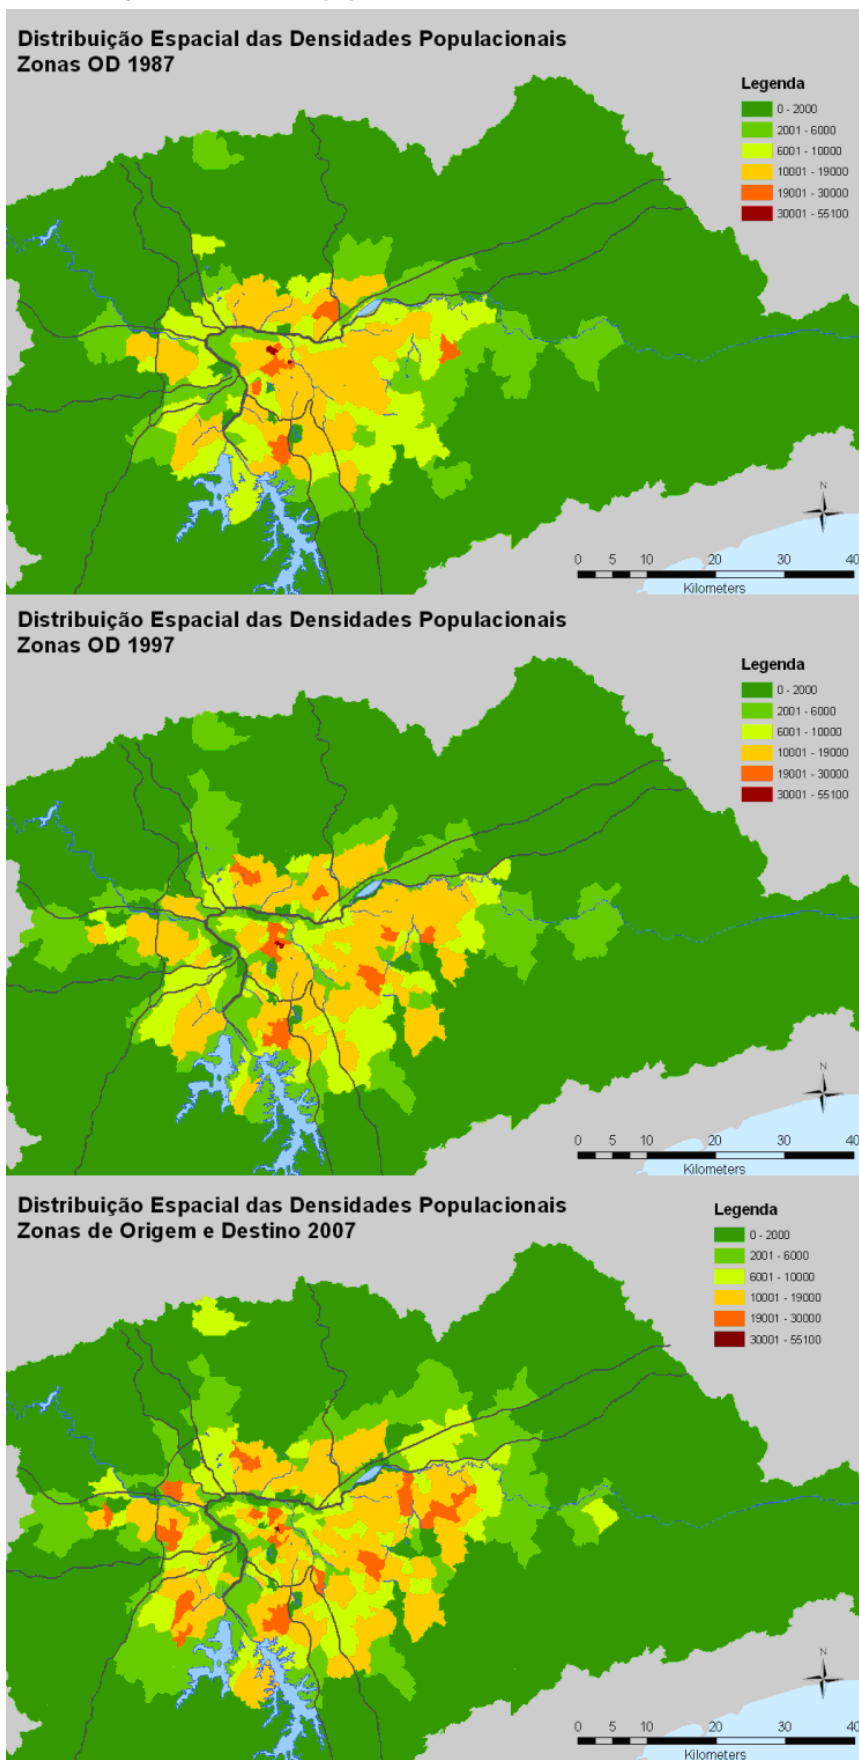 Distribuição Espacial das Densidades Populacionais
Zonas OD 1987
Legenda
0 - 2000
2001 - 6000
6001 - 10000
10001 - 19000
19001 - 30000
30001 - 55100
N
0 5 10 20 30 40
Kilometers
Distribuição Espacial das Densidades Populacionais
Zonas OD 1997
Legenda
0 - 2000
2001 - 6000
6001 - 10000
10001 - 19000
19001 - 30000
30001 - 55100
N
0 5 10 20 30 40
Kilometers
Distribuição Espacial das Densidades Populacionais
Zonas de Origem e Destino 2007
Legenda
0 - 2000
2001 - 6000
6001 - 10000
10001 - 19000
19001 - 30000
30001 - 55100
N
0 5 10 20 30 40
Kilometers